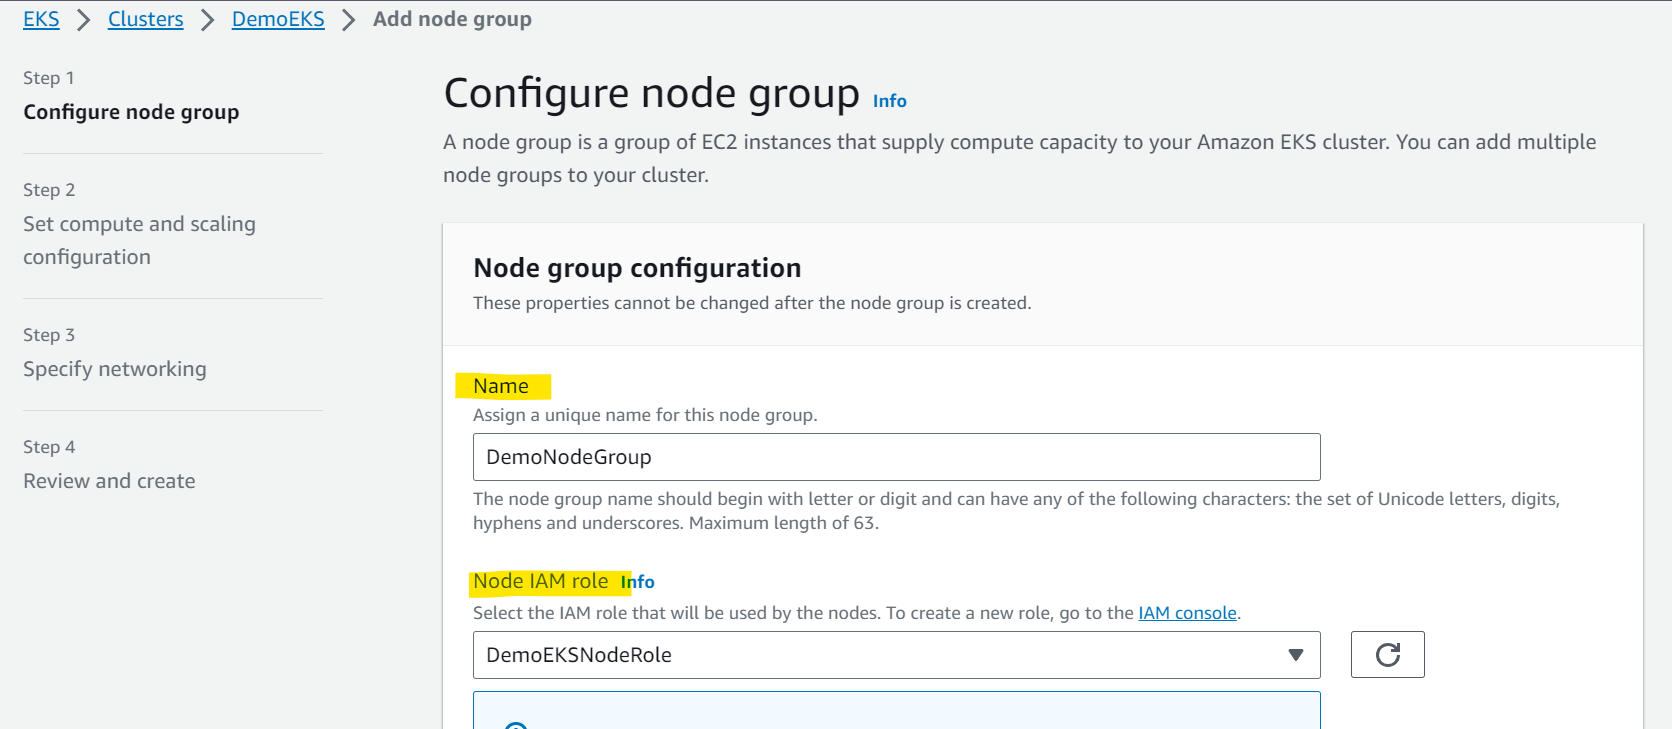 EKS Clusters DemoEKS Add node group
Step 1
Configure node group
Step 2
Set compute and scaling
configuration
Step 3
Specify networking
Step 4
Review and create
Configure node group Info
A node group is a group of EC2 instances that supply compute capacity to your Amazon EKS cluster. You can add multiple
node groups to your cluster.
Node group configuration
These properties cannot be changed after the node group is created.
Name
Assign a unique name for this node group.
DemoNodeGroup
The node group name should begin with letter or digit and can have any of the following characters: the set of Unicode letters, digits,
hyphens and underscores. Maximum length of 63.
Node IAM role Info
Select the IAM role that will be used by the nodes. To create a new role, go to the IAM console.
DemoEKSNodeRole